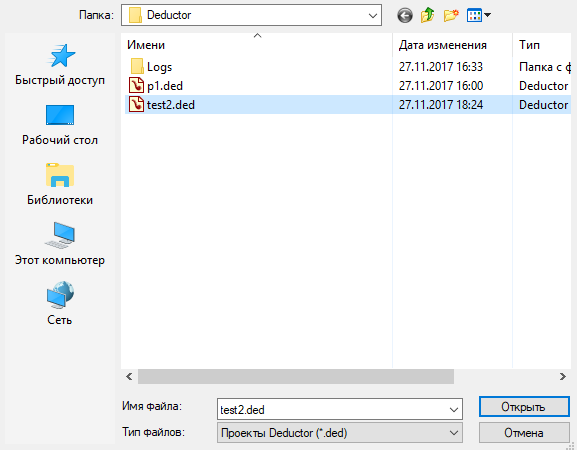 Папка: Deductor
Имени Дата изменения Тип
Logs 27.11.2017 16:33 Папка с ф
p1.ded 27.11.2017 16:00 Deductor
test2.ded 27.11.2017 18:24 Deductor
Быстрый доступ
Рабочий стол
Библиотеки
Этот компьютер
Сеть
Имя файла: test2.ded Открыть
Тип файлов: Проекты Deductor (*.ded) Отмена